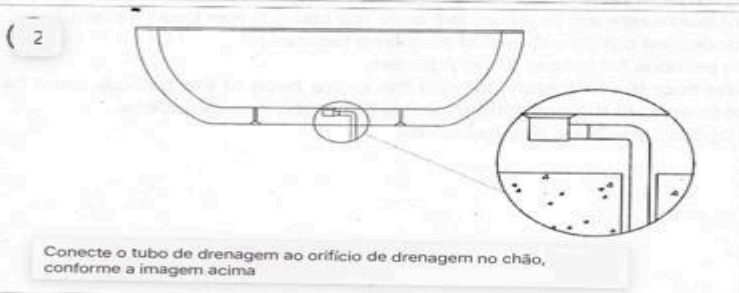 ( 2
Conecte o tubo de drenagem ao orifício de drenagem no chão,
conforme a imagem acima